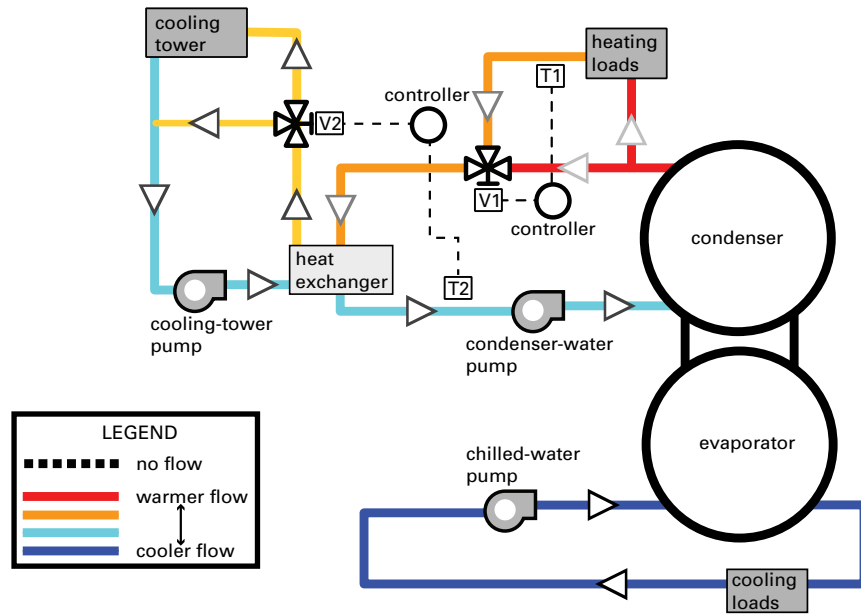 cooling
tower
heating
loads
T1
controller
V2
V1
controller
condenser
heat
exchanger
T2
cooling-tower
pump
condenser-water
pump
LEGEND
no flow
warmer flow
cooler flow
evaporator
chilled-water
pump
cooling
loads